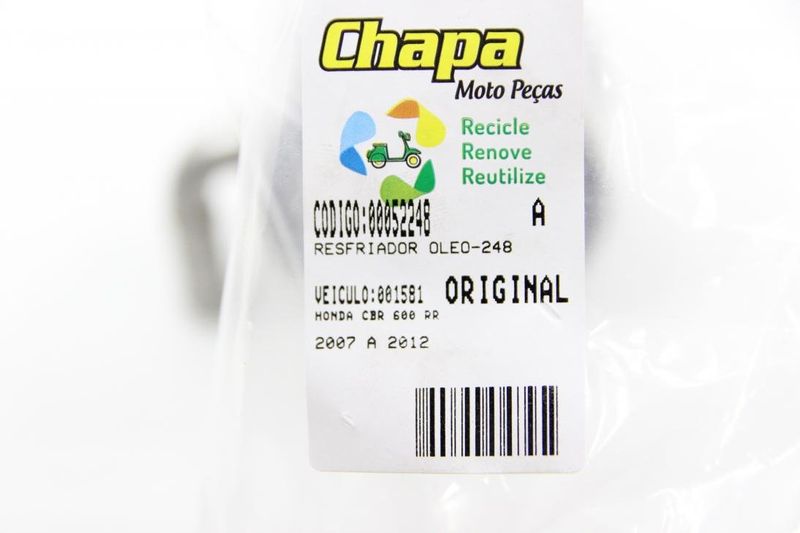 Chapa
Moto Peças
Recicle
Renove
Reutilize
CODIGO:00052248 A
RESFRIADOR OLEO-248
VEICULO:001581 ORIGINAL
HONDA CBR 600 RR
2007 A 2012